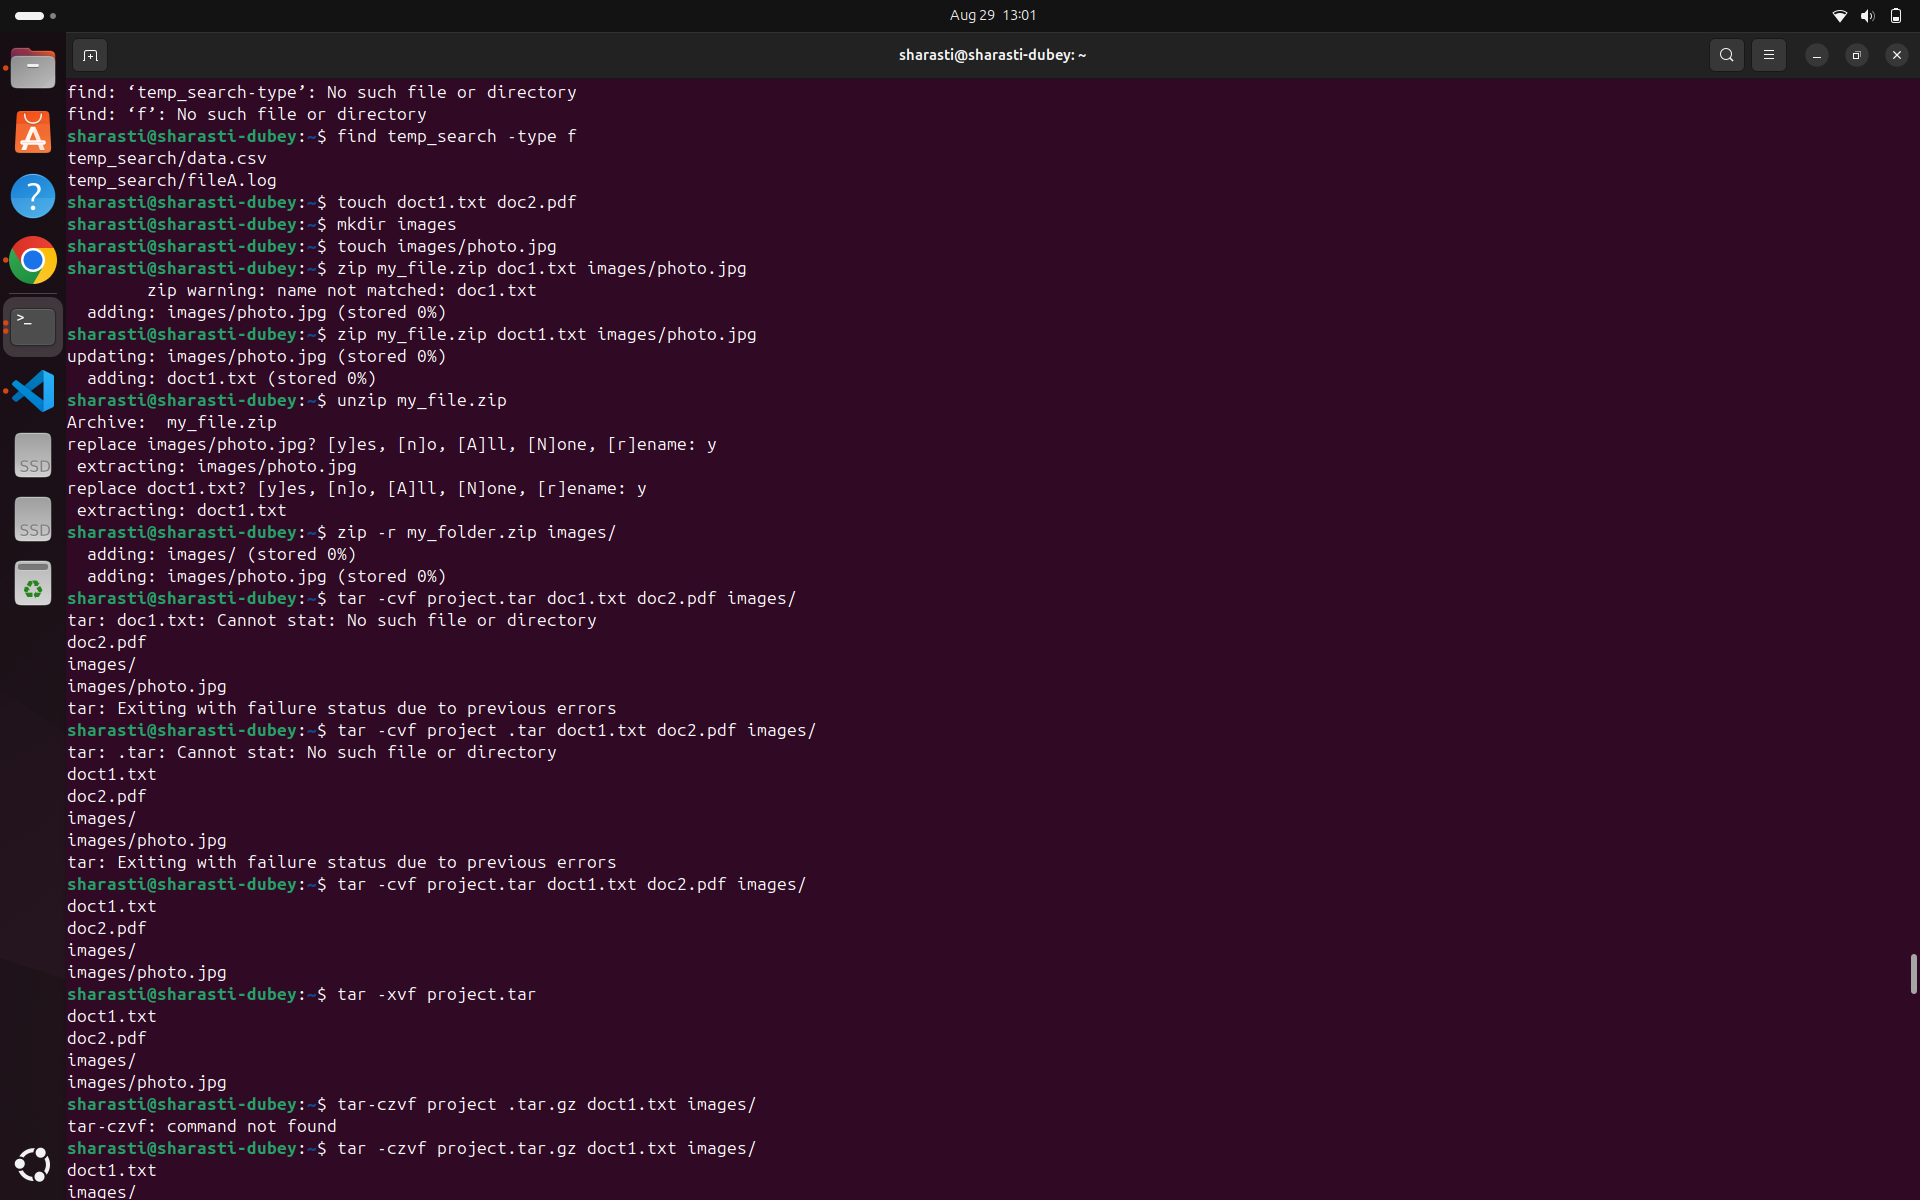 Aug 29 13:01
sharasti@sharasti-dubey: ~
find: ‘temp_search-type’: No such file or directory
find: ‘f’: No such file or directory
sharasti@sharasti-dubey:~$ find temp_search -type f
temp_search/data.csv
temp_search/fileA.log
sharasti@sharasti-dubey:~$ touch doct1.txt doc2.pdf
sharasti@sharasti-dubey:~$ mkdir images
sharasti@sharasti-dubey:~$ touch images/photo.jpg
sharasti@sharasti-dubey:~$ zip my_file.zip doc1.txt images/photo.jpg
        zip warning: name not matched: doc1.txt
  adding: images/photo.jpg (stored 0%)
sharasti@sharasti-dubey:~$ zip my_file.zip doct1.txt images/photo.jpg
updating: images/photo.jpg (stored 0%)
  adding: doct1.txt (stored 0%)
sharasti@sharasti-dubey:~$ unzip my_file.zip
Archive:  my_file.zip
replace images/photo.jpg? [y]es, [n]o, [A]ll, [N]one, [r]ename: y
 extracting: images/photo.jpg
replace doct1.txt? [y]es, [n]o, [A]ll, [N]one, [r]ename: y
 extracting: doct1.txt
sharasti@sharasti-dubey:~$ zip -r my_folder.zip images/
  adding: images/ (stored 0%)
  adding: images/photo.jpg (stored 0%)
sharasti@sharasti-dubey:~$ tar -cvf project.tar doc1.txt doc2.pdf images/
tar: doc1.txt: Cannot stat: No such file or directory
doc2.pdf
images/
images/photo.jpg
tar: Exiting with failure status due to previous errors
sharasti@sharasti-dubey:~$ tar -cvf project .tar doct1.txt doc2.pdf images/
tar: .tar: Cannot stat: No such file or directory
doct1.txt
doc2.pdf
images/
images/photo.jpg
tar: Exiting with failure status due to previous errors
sharasti@sharasti-dubey:~$ tar -cvf project.tar doct1.txt doc2.pdf images/
doct1.txt
doc2.pdf
images/
images/photo.jpg
sharasti@sharasti-dubey:~$ tar -xvf project.tar
doct1.txt
doc2.pdf
images/
images/photo.jpg
sharasti@sharasti-dubey:~$ tar-czvf project .tar.gz doct1.txt images/
tar-czvf: command not found
sharasti@sharasti-dubey:~$ tar -czvf project.tar.gz doct1.txt images/
doct1.txt
images/
SSD
SSD